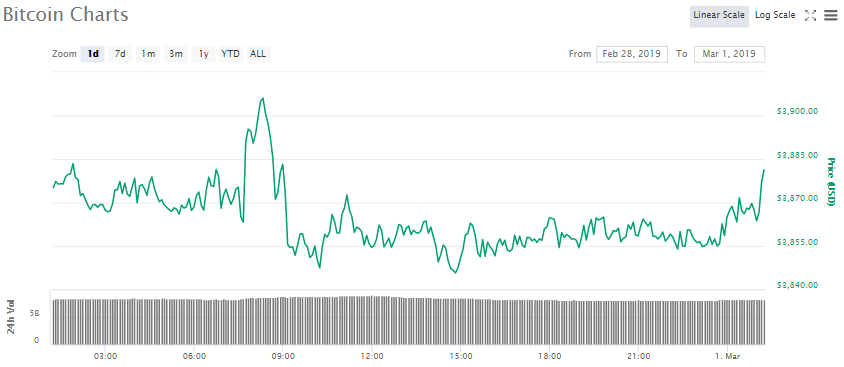 Bitcoin Charts
Linear Scale Log Scale
Zoom 1d 7d 1m 3m 1y YTD ALL
From Feb 28, 2019 To Mar 1, 2019
$3,900.00
$3,885.00
$3,870.00
$3,855.00
$3,840.00
Price (USD)
24h Vol
5B
0
03:00 06:00 09:00 12:00 15:00 18:00 21:00 1. Mar